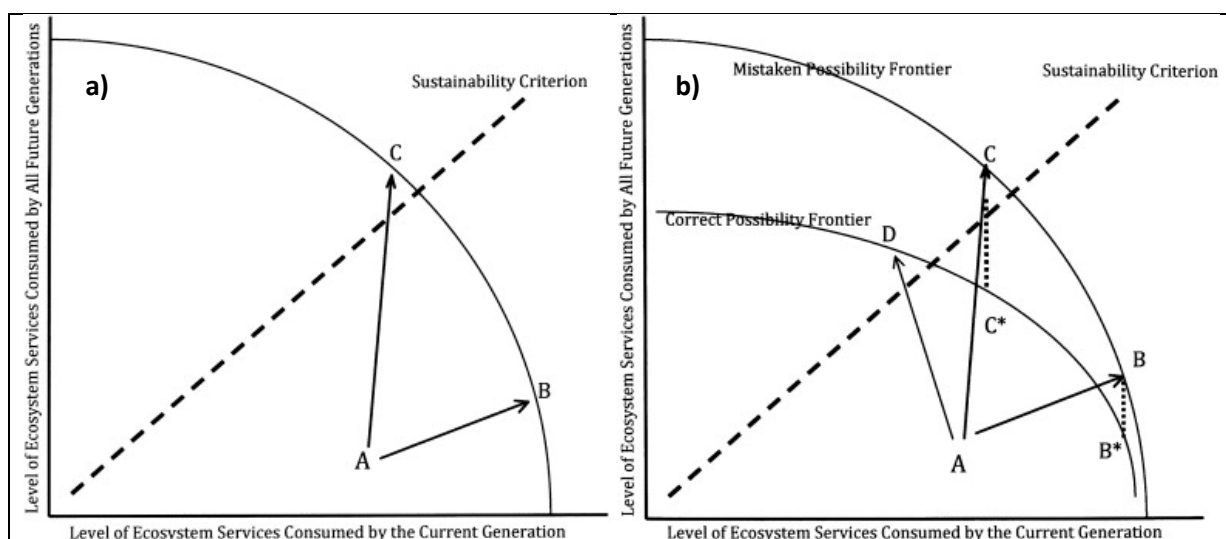 a)
Level of Ecosystem Services Consumed by All Future Generations
Sustainability Criterion
C
B
A
Level of Ecosystem Services Consumed by the Current Generation
b)
Level of Ecosystem Services Consumed by All Future Generations
Mistaken Possibility Frontier
Sustainability Criterion
C
Correct Possibility Frontier
D
C*
B
A
B*
Level of Ecosystem Services Consumed by the Current Generation